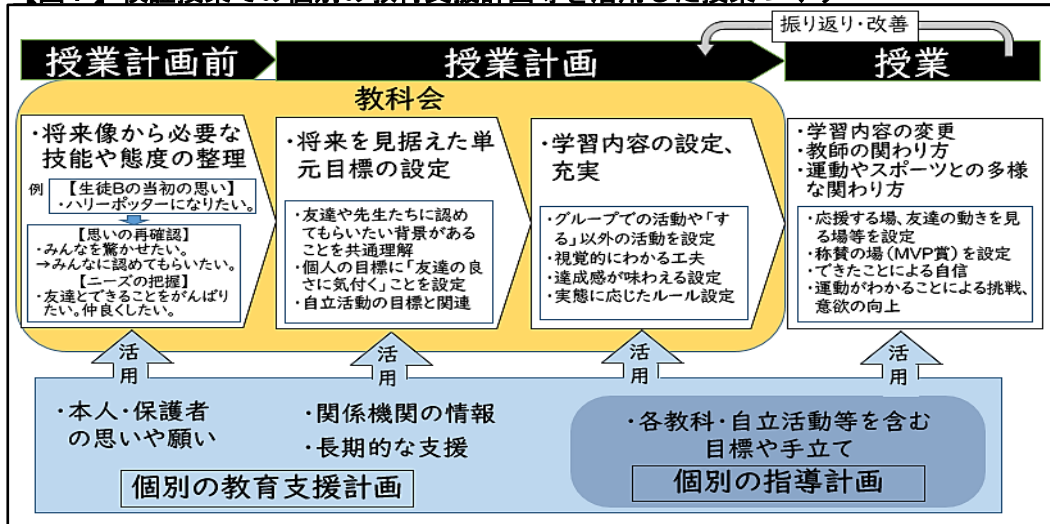 振り返り・改善
授業計画前
授業計画
授業
教科会
・将来像から必要な
技能や態度の整理
例
【生徒Bの当初の思い】
・ハリーポッターになりたい。
【思いの再確認】
・みんなを驚かせたい。
→みんなに認めてもらいたい。
【ニーズの把握】
・友達とできることをがんばり
たい。仲良くしたい。
・将来を見据えた単
元目標の設定
・友達や先生たちに認め
てもらいたい背景があ
ることを共通理解
・個人の目標に「友達の良
さに気付く」ことを設定
・自立活動の目標と関連
・学習内容の設定、
充実
・グループでの活動や「す
る」以外の活動を設定
・視覚的にわかる工夫
・達成感が味わえる設定
・実態に応じたルール設定
・学習内容の変更
・教師の関わり方
・運動やスポーツとの多様
な関わり方
・応援する場、友達の動きを見
る場等を設定
・称賛の場(MVP賞)を設定
・できたことによる自信
・運動がわかることによる挑戦、
意欲の向上
活用
活用
活用
活用
・本人・保護者
の思いや願い
・関係機関の情報
・長期的な支援
個別の教育支援計画
・各教科・自立活動等を含む
目標や手立て
個別の指導計画